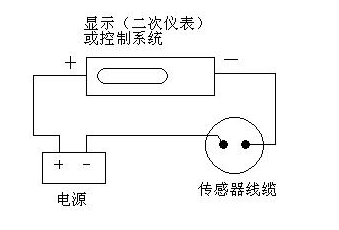 显示（二次仪表）
或控制系统
+ −
+ -
电源
传感器线缆